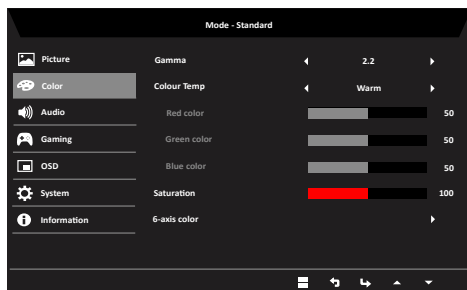 Mode - Standard
Picture
Gamma 2.2
Color
Colour Temp Warm
Audio
Red color 50
Gaming
Green color 50
OSD
Blue color 50
System
Saturation 100
Information
6-axis color